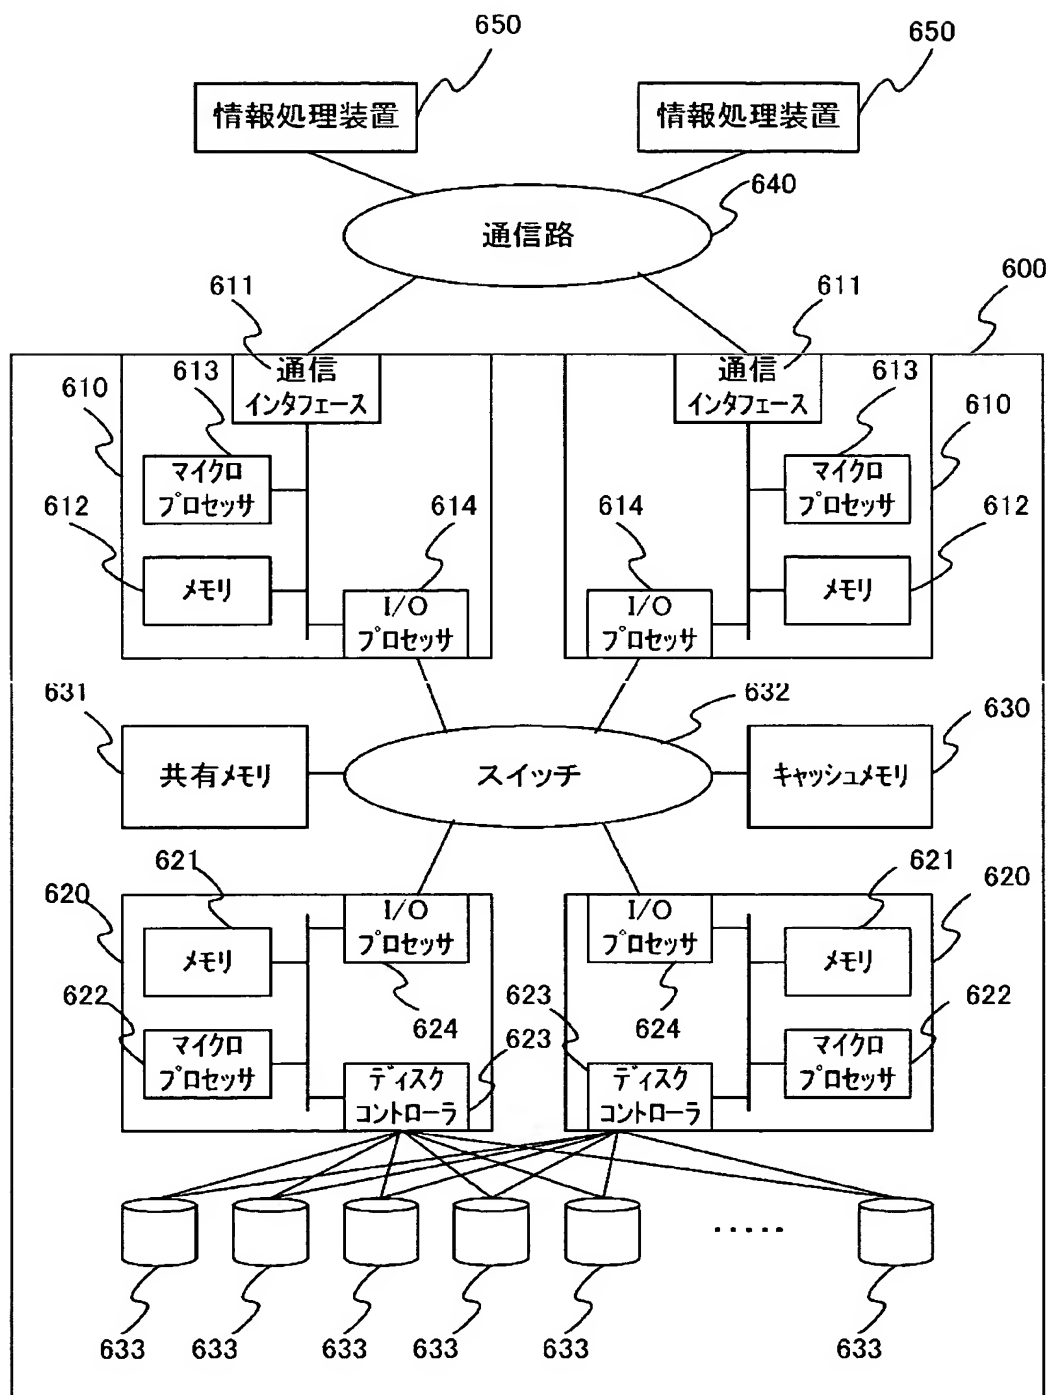 650
650
情報処理装置
情報処理装置
640
通信路
611
611
600
通信
インタフェース
通信
インタフェース
613
613
610
610
マイクロ
プロセッサ
マイクロ
プロセッサ
612
614
614
612
メモリ
メモリ
I/O
プロセッサ
I/O
プロセッサ
631
632
630
共有メモリ
スイッチ
キャッシュメモリ
621
621
620
620
I/O
プロセッサ
I/O
プロセッサ
メモリ
メモリ
622
624
623
624
622
マイクロ
プロセッサ
623
マイクロ
プロセッサ
ディスク
コントローラ
ディスク
コントローラ
.....
633
633
633
633
633
633